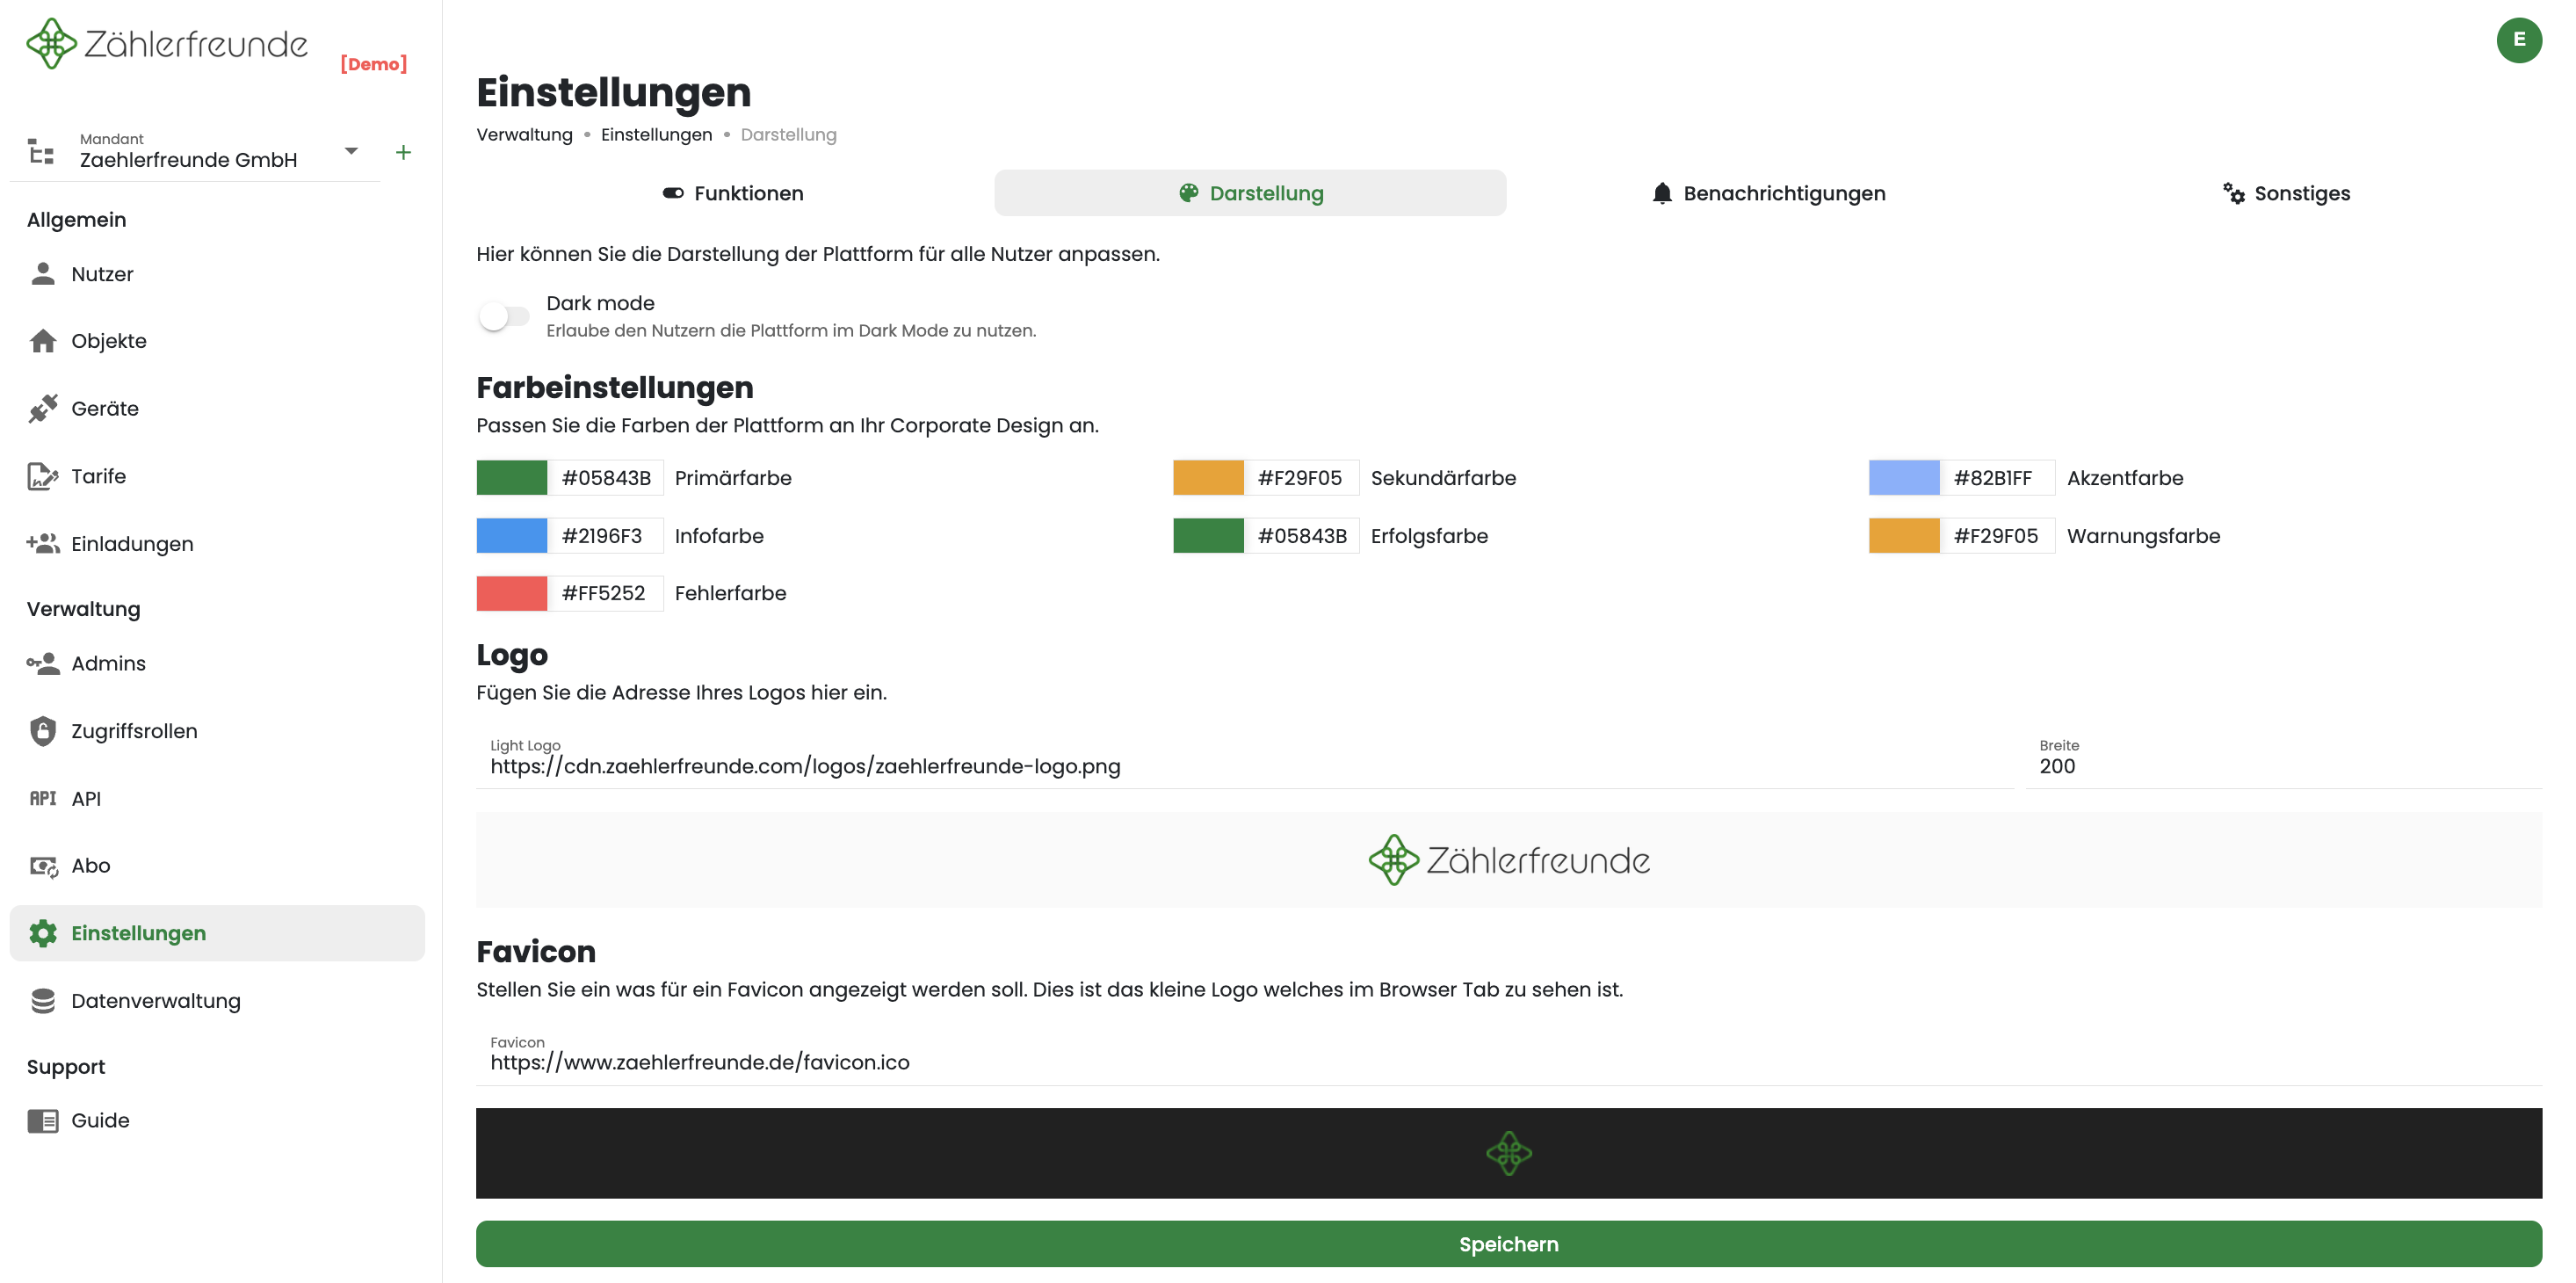 Zählerfreunde
[Demo]
Mandant
Zaehlerfreunde GmbH
+
Allgemein
Nutzer
Objekte
Geräte
Tarife
Einladungen
Verwaltung
Admins
Zugriffsrollen
API API
Abo
Einstellungen
Datenverwaltung
Support
Guide
E
Einstellungen
Verwaltung • Einstellungen • Darstellung
Funktionen Darstellung Benachrichtigungen Sonstiges
Hier können Sie die Darstellung der Plattform für alle Nutzer anpassen.
Dark mode
Erlaube den Nutzern die Plattform im Dark Mode zu nutzen.
Farbeinstellungen
Passen Sie die Farben der Plattform an Ihr Corporate Design an.
#05843B Primärfarbe #F29F05 Sekundärfarbe #82B1FF Akzentfarbe
#2196F3 Infofarbe #05843B Erfolgsfarbe #F29F05 Warnungsfarbe
#FF5252 Fehlerfarbe
Logo
Fügen Sie die Adresse Ihres Logos hier ein.
Light Logo Breite
https://cdn.zaehlerfreunde.com/logos/zaehlerfreunde-logo.png 200
Zählerfreunde
Favicon
Stellen Sie ein was für ein Favicon angezeigt werden soll. Dies ist das kleine Logo welches im Browser Tab zu sehen ist.
Favicon
https://www.zaehlerfreunde.de/favicon.ico
Speichern